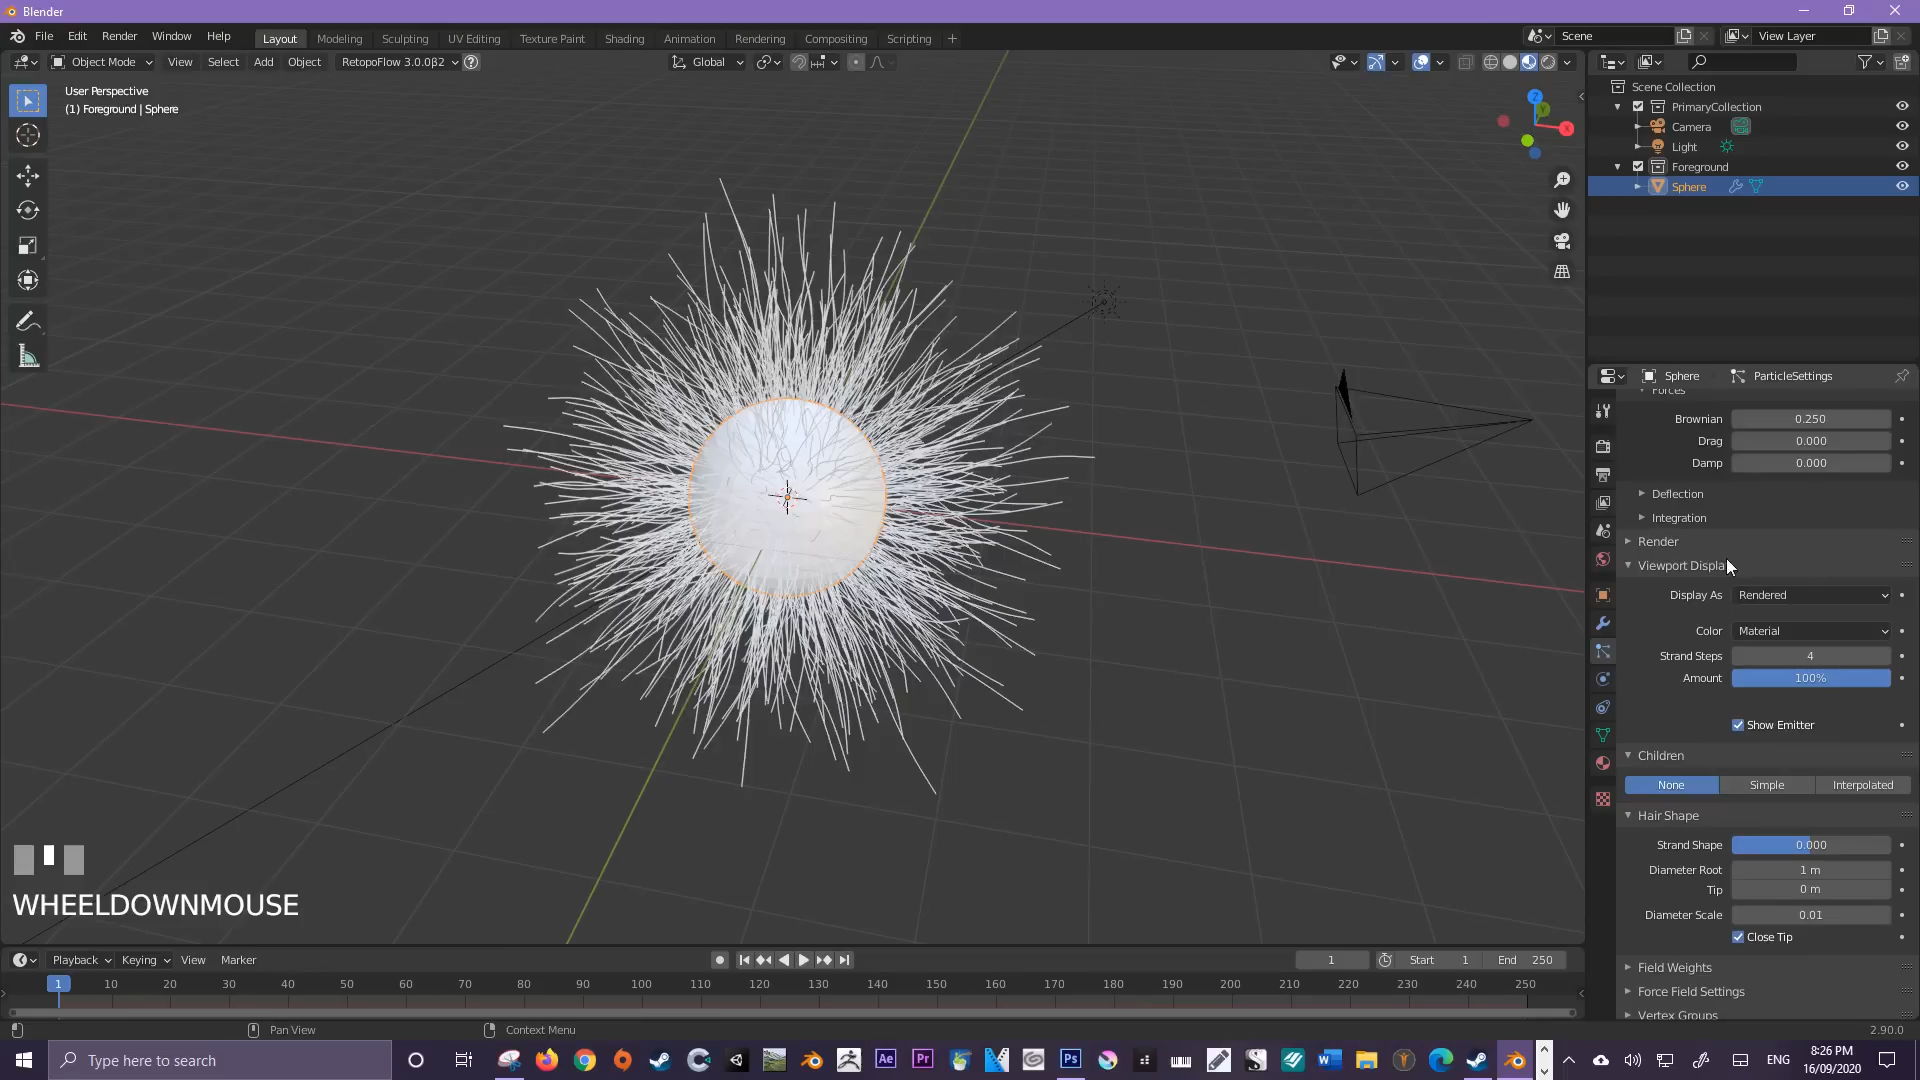 Blender
File Edit Render Window Help Layout Modeling Sculpting UV Editing Texture Paint Shading Animation Rendering Compositing Scripting + Scene View Layer
Object Mode View Select Add Object RetopoFlow 3.0.0β2 Global
User Perspective
(1) Foreground | Sphere
Z
X
Scene Collection
PrimaryCollection
Camera
Light
Foreground
Sphere
Sphere ParticleSettings
Forces
Brownian 0.250
Drag 0.000
Damp 0.000
Deflection
Integration
Render
Viewport Display
Display As Rendered
Color Material
Strand Steps 4
Amount 100%
Show Emitter
Children
None Simple Interpolated
Hair Shape
Strand Shape 0.000
Diameter Root 1 m
Tip 0 m
Diameter Scale 0.01
Close Tip
Field Weights
Force Field Settings
Vertex Groups
WHEELDOWNMOUSE
Playback Keying View Marker 1 Start 1 End 250
1 10 20 30 40 50 60 70 80 90 100 110 120 130 140 150 160 170 180 190 200 210 220 230 240 250
Pan View Context Menu 2.90.0
Type here to search Ae Pr Ps ENG 8:26 PM
16/09/2020